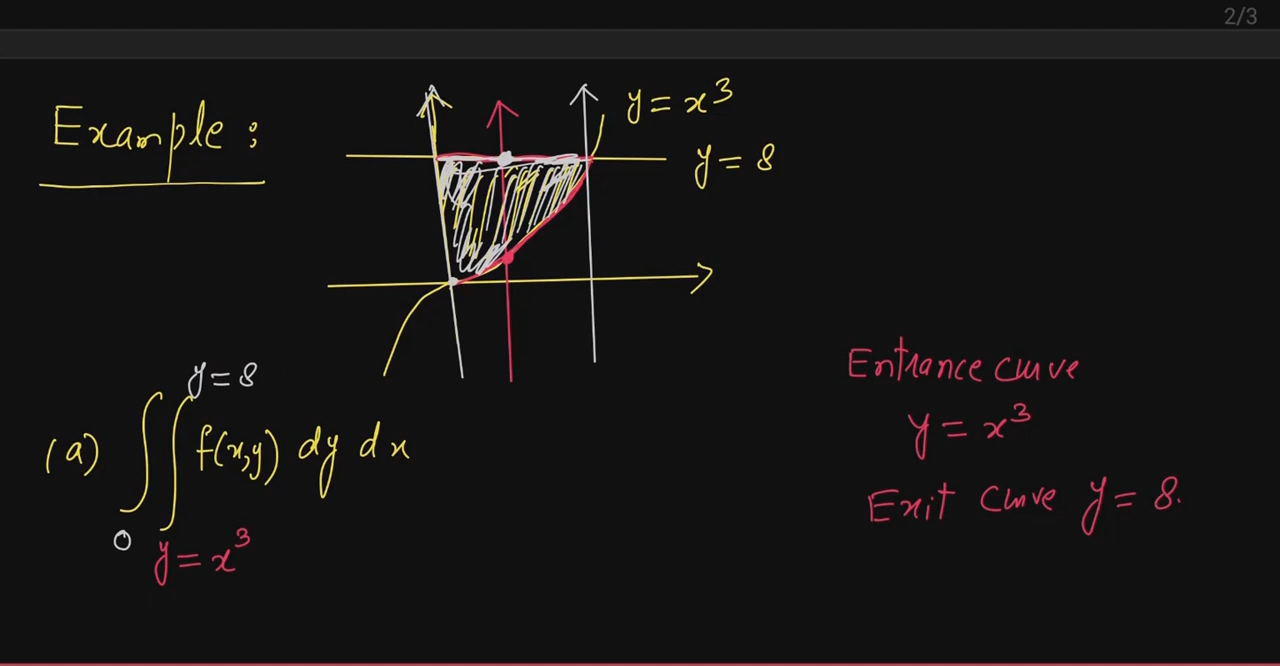 2/3
Example :
y = x³
y = 8
y = 8
(a) ∫∫ f(x,y) dy dx
0
y = x³
Entrance curve
y = x³
Exit curve y = 8.